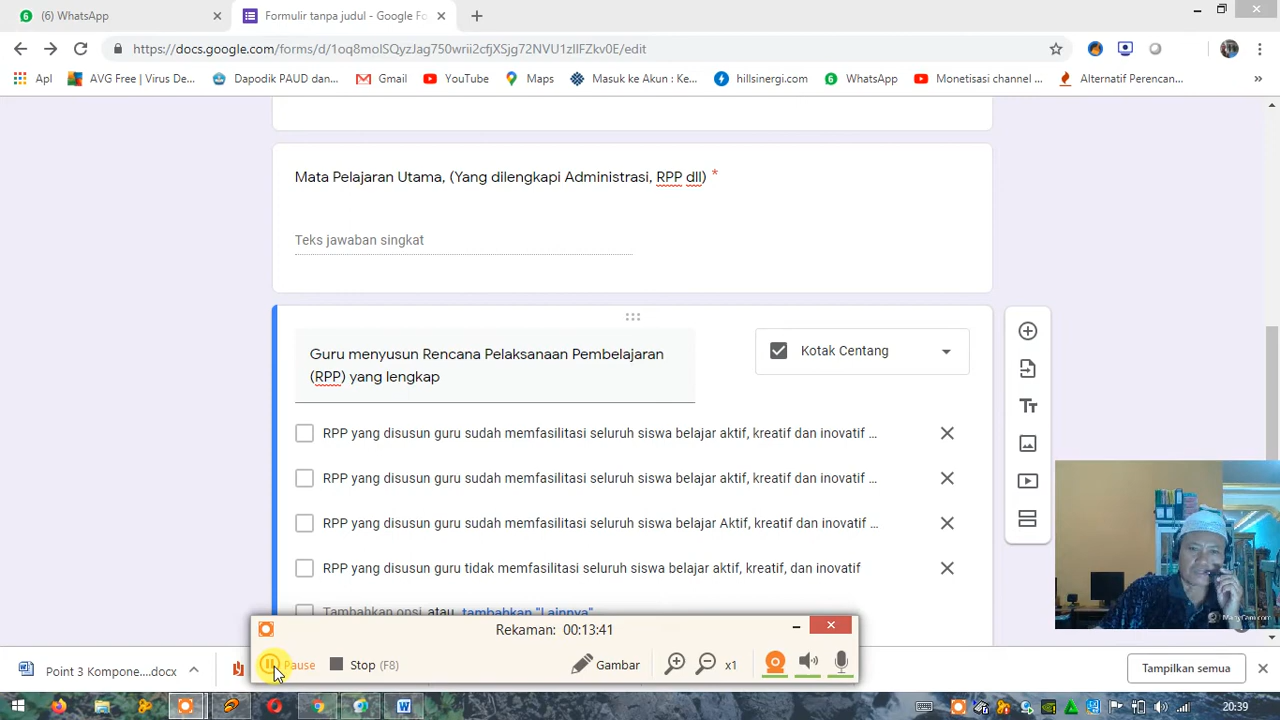 (6) WhatsApp
Formulir tanpa judul - Google Fo
https://docs.google.com/forms/d/1oq8molSQyzJag750wrii2cfjXSjg72NVU1zlIFZkv0E/edit
Apl
AVG Free | Virus De...
Dapodik PAUD dan...
Gmail
YouTube
Maps
Masuk ke Akun : Ke...
hillsinergi.com
WhatsApp
Monetisasi channel ...
Alternatif Perencan...
»
Mata Pelajaran Utama, (Yang dilengkapi Administrasi, RPP dll) *
Teks jawaban singkat
Guru menyusun Rencana Pelaksanaan Pembelajaran
(RPP) yang lengkap
Kotak Centang
RPP yang disusun guru sudah memfasilitasi seluruh siswa belajar aktif, kreatif dan inovatif ...
RPP yang disusun guru sudah memfasilitasi seluruh siswa belajar aktif, kreatif dan inovatif ...
RPP yang disusun guru sudah memfasilitasi seluruh siswa belajar Aktif, kreatif dan inovatif ...
RPP yang disusun guru tidak memfasilitasi seluruh siswa belajar aktif, kreatif, dan inovatif
Tambahkan opsi atau tambahkan "Lainnya"
Rekaman: 00:13:41
Pause
Stop (F8)
Gambar
x1
Point 3 Kompone....docx
Tampilkan semua
20:39